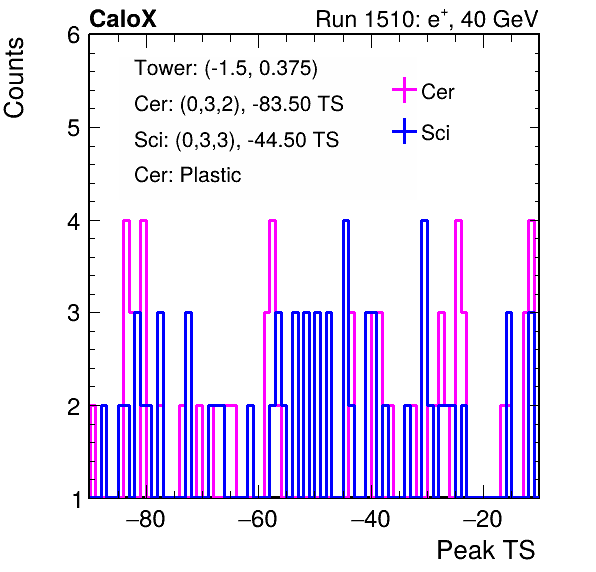 CaloX Run 1510: e⁺, 40 GeV
Counts
6
Tower: (-1.5, 0.375)
Cer: (0,3,2), -83.50 TS
Sci: (0,3,3), -44.50 TS
Cer: Plastic
Cer
Sci
5
4
3
2
1
−80 −60 −40 −20
Peak TS